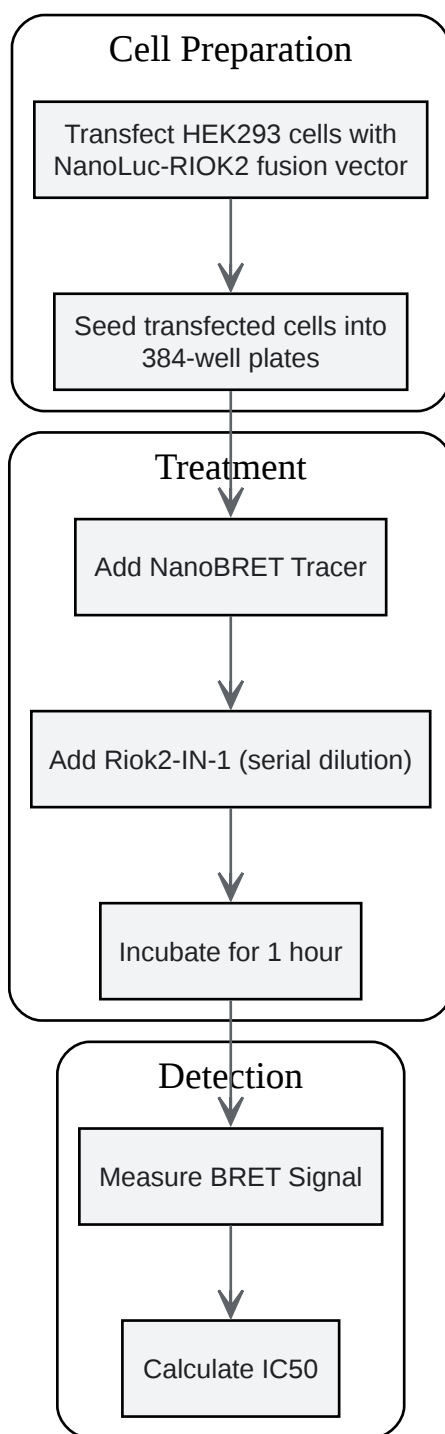 Cell Preparation
Transfect HEK293 cells with
NanoLuc-RIOK2 fusion vector
Seed transfected cells into
384-well plates
Treatment
Add NanoBRET Tracer
Add Riok2-IN-1 (serial dilution)
Incubate for 1 hour
Detection
Measure BRET Signal
Calculate IC50